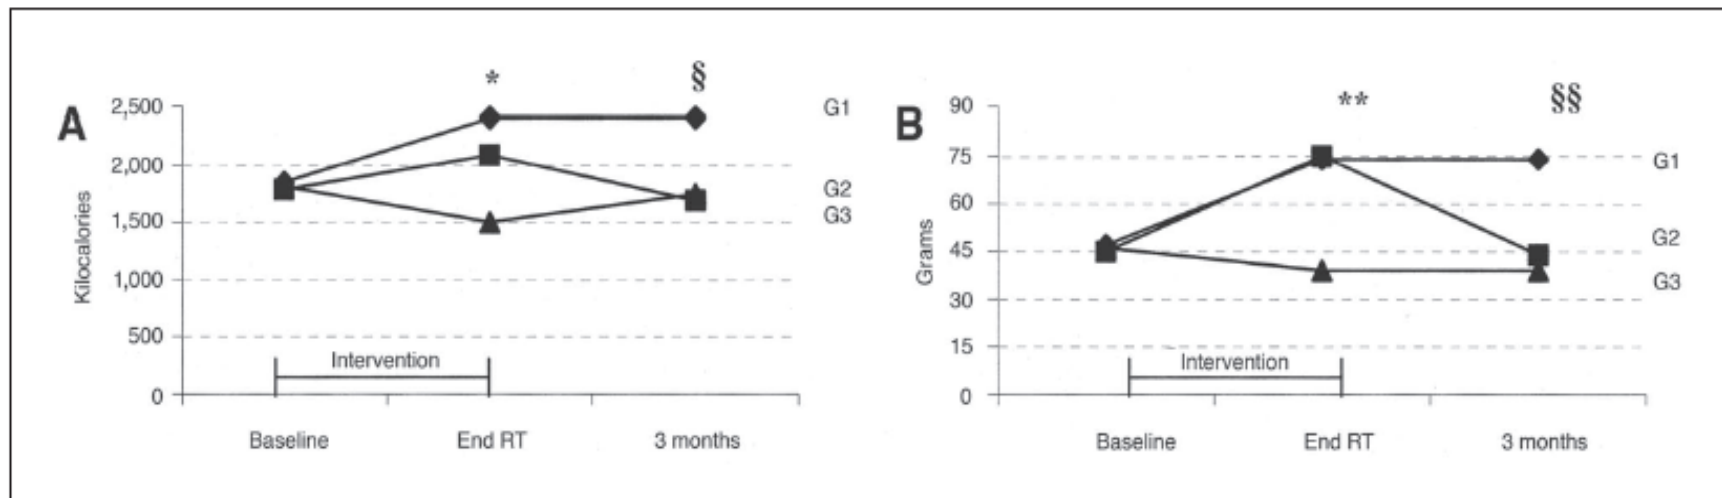 A
Kilocalories
2,500
2,000
1,500
1,000
500
0
*
§
G1
G2
G3
Intervention
Baseline End RT 3 months
B
Grams
90
75
60
45
30
15
0
**
§§
G1
G2
G3
Intervention
Baseline End RT 3 months